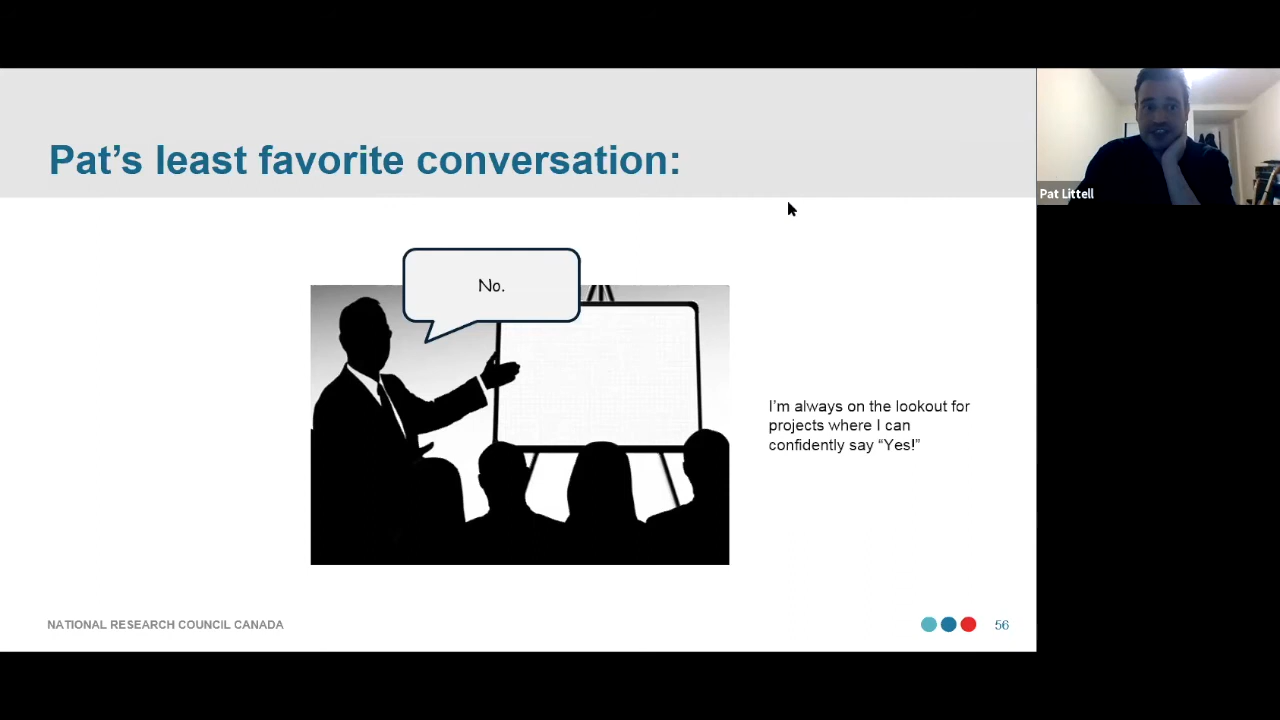 Pat's least favorite conversation:
Pat Littell
No.
I'm always on the lookout for
projects where I can
confidently say “Yes!”
NATIONAL RESEARCH COUNCIL CANADA
56